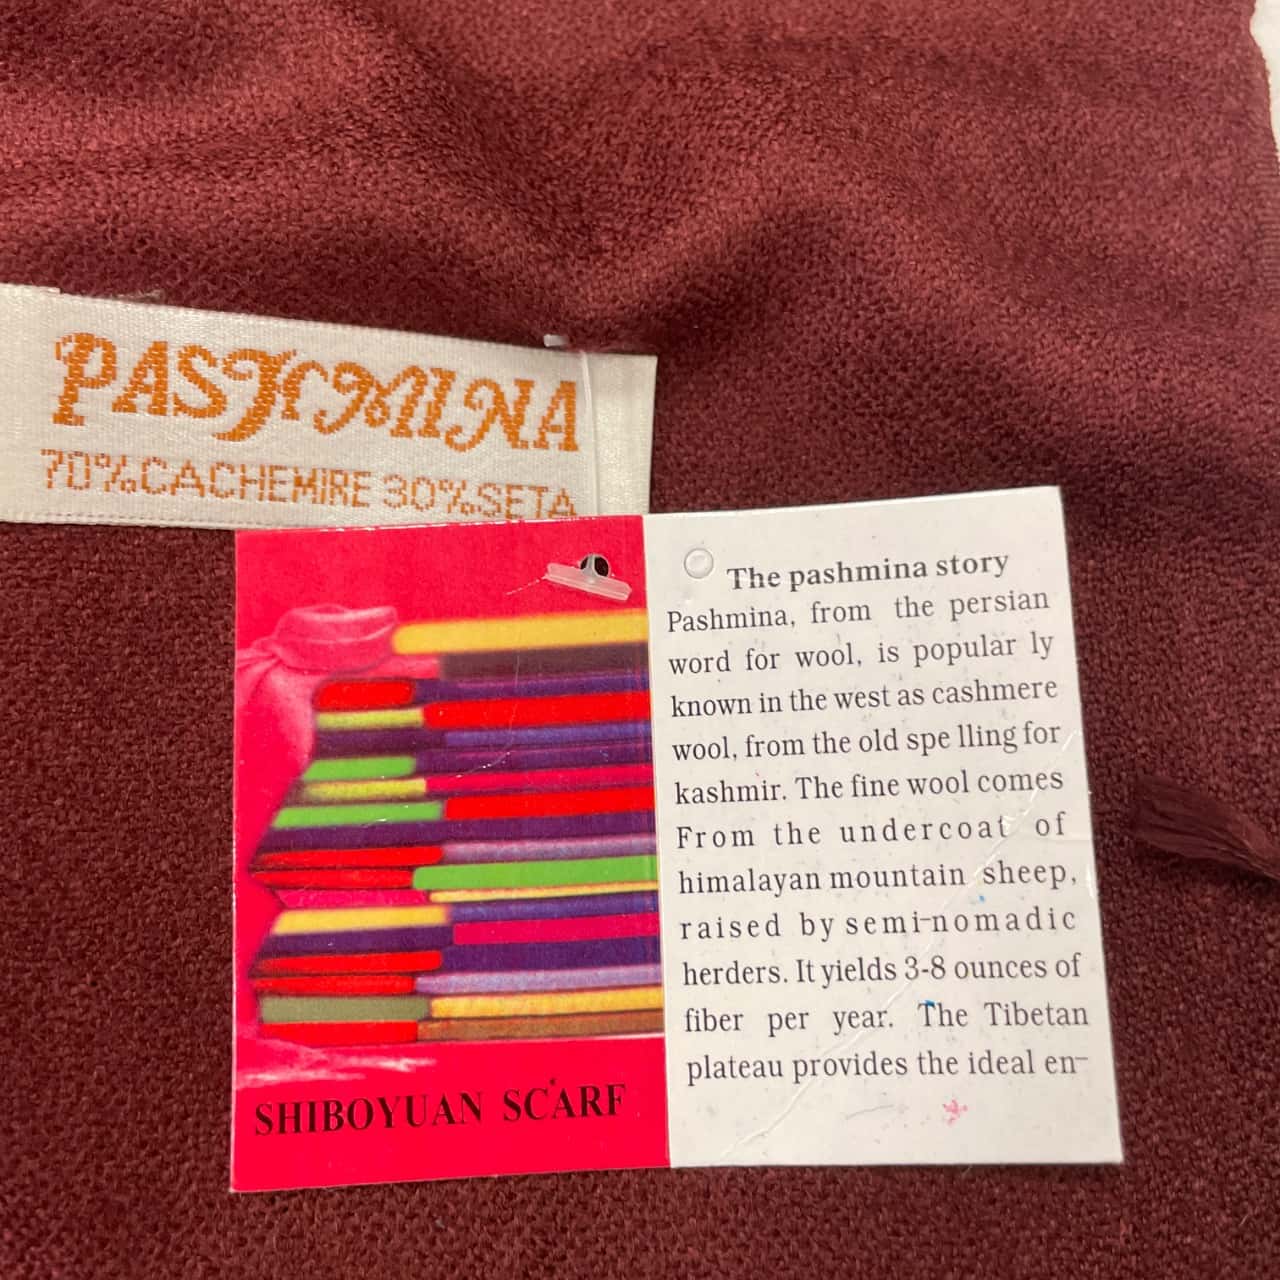 PASHMINA
70%CACHEMIRE 30%SETA
SHIBOYUAN SCARF
The pashmina story
Pashmina, from the persian
word for wool, is popular ly
known in the west as cashmere
wool, from the old spe lling for
kashmir. The fine wool comes
From the undercoat of
himalayan mountain sheep,
raised by semi-nomadic
herders. It yields 3-8 ounces of
fiber per year. The Tibetan
plateau provides the ideal en-